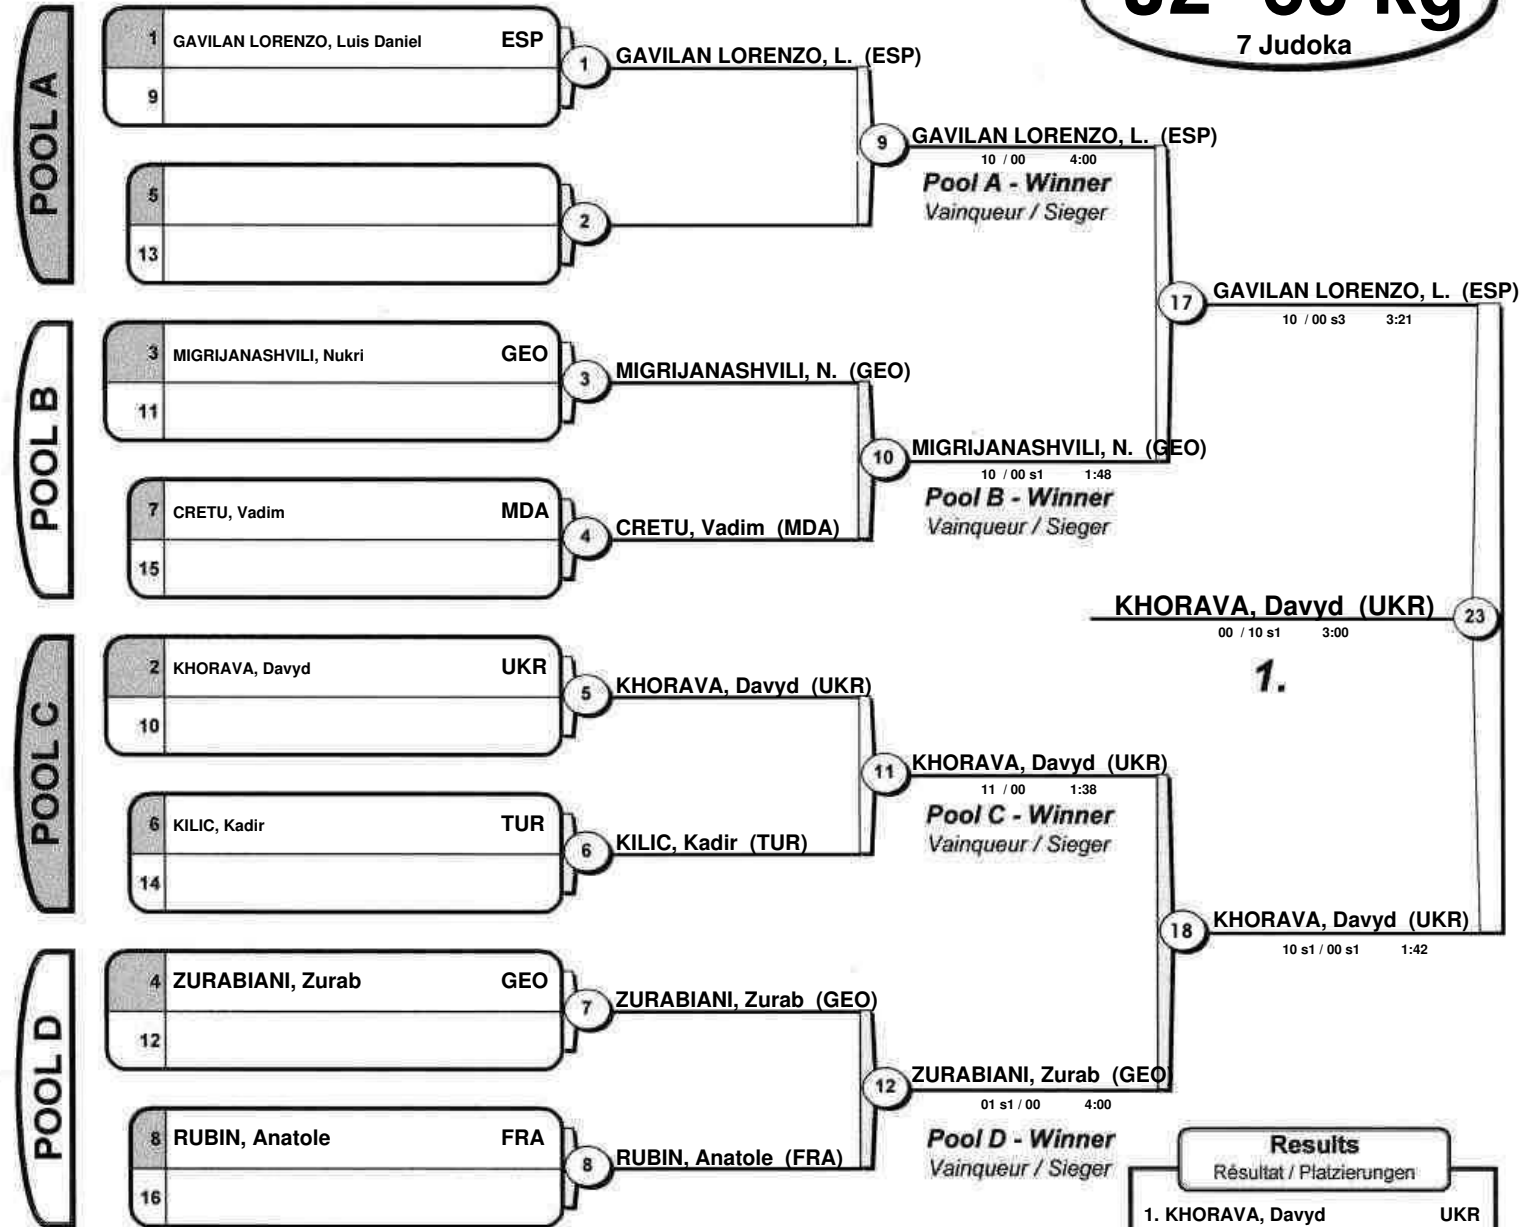 7 Judoka
POOL A
1 GAVILAN LORENZO, Luis Daniel ESP
9
1 GAVILAN LORENZO, L. (ESP)
5
13
2
9 GAVILAN LORENZO, L. (ESP)
10 / 00 4:00
Pool A - Winner
Vainqueur / Sieger
POOL B
3 MIGRIJANASHVILI, Nukri GEO
11
3 MIGRIJANASHVILI, N. (GEO)
7 CRETU, Vadim MDA
15
4 CRETU, Vadim (MDA)
10 MIGRIJANASHVILI, N. (GEO)
10 / 00 s1 1:48
Pool B - Winner
Vainqueur / Sieger
17 GAVILAN LORENZO, L. (ESP)
10 / 00 s3 3:21
KHORAVA, Davyd (UKR) 23
00 / 10 s1 3:00
1.
POOL C
2 KHORAVA, Davyd UKR
10
5 KHORAVA, Davyd (UKR)
6 KILIC, Kadir TUR
14
6 KILIC, Kadir (TUR)
11 KHORAVA, Davyd (UKR)
11 / 00 1:38
Pool C - Winner
Vainqueur / Sieger
18 KHORAVA, Davyd (UKR)
10 s1 / 00 s1 1:42
POOL D
4 ZURABIANI, Zurab GEO
12
7 ZURABIANI, Zurab (GEO)
8 RUBIN, Anatole FRA
16
8 RUBIN, Anatole (FRA)
12 ZURABIANI, Zurab (GEO)
01 s1 / 00 4:00
Pool D - Winner
Vainqueur / Sieger
Results
Résultat / Platzierungen
1. KHORAVA, Davyd UKR